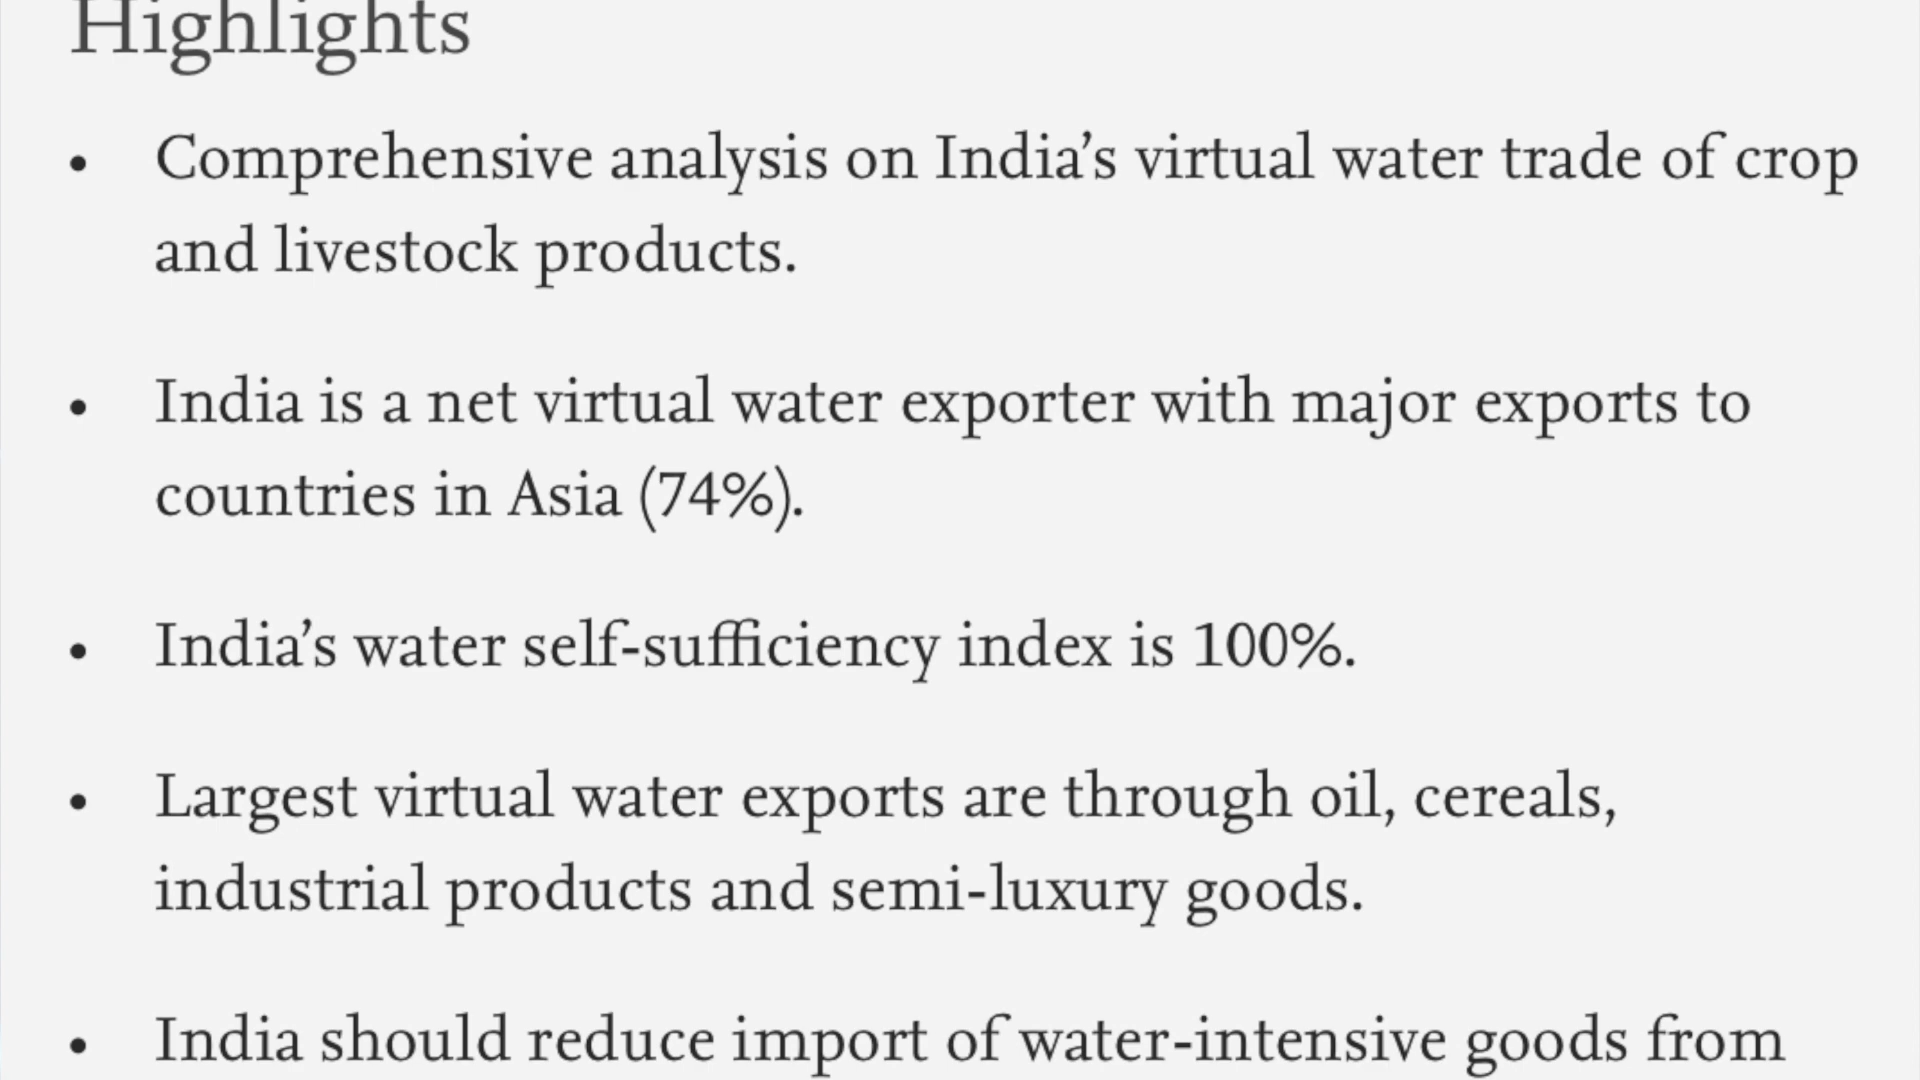 Highlights
• Comprehensive analysis on India’s virtual water trade of crop
and livestock products.
• India is a net virtual water exporter with major exports to
countries in Asia (74%).
• India’s water self-sufficiency index is 100%.
• Largest virtual water exports are through oil, cereals,
industrial products and semi-luxury goods.
• India should reduce import of water-intensive goods from